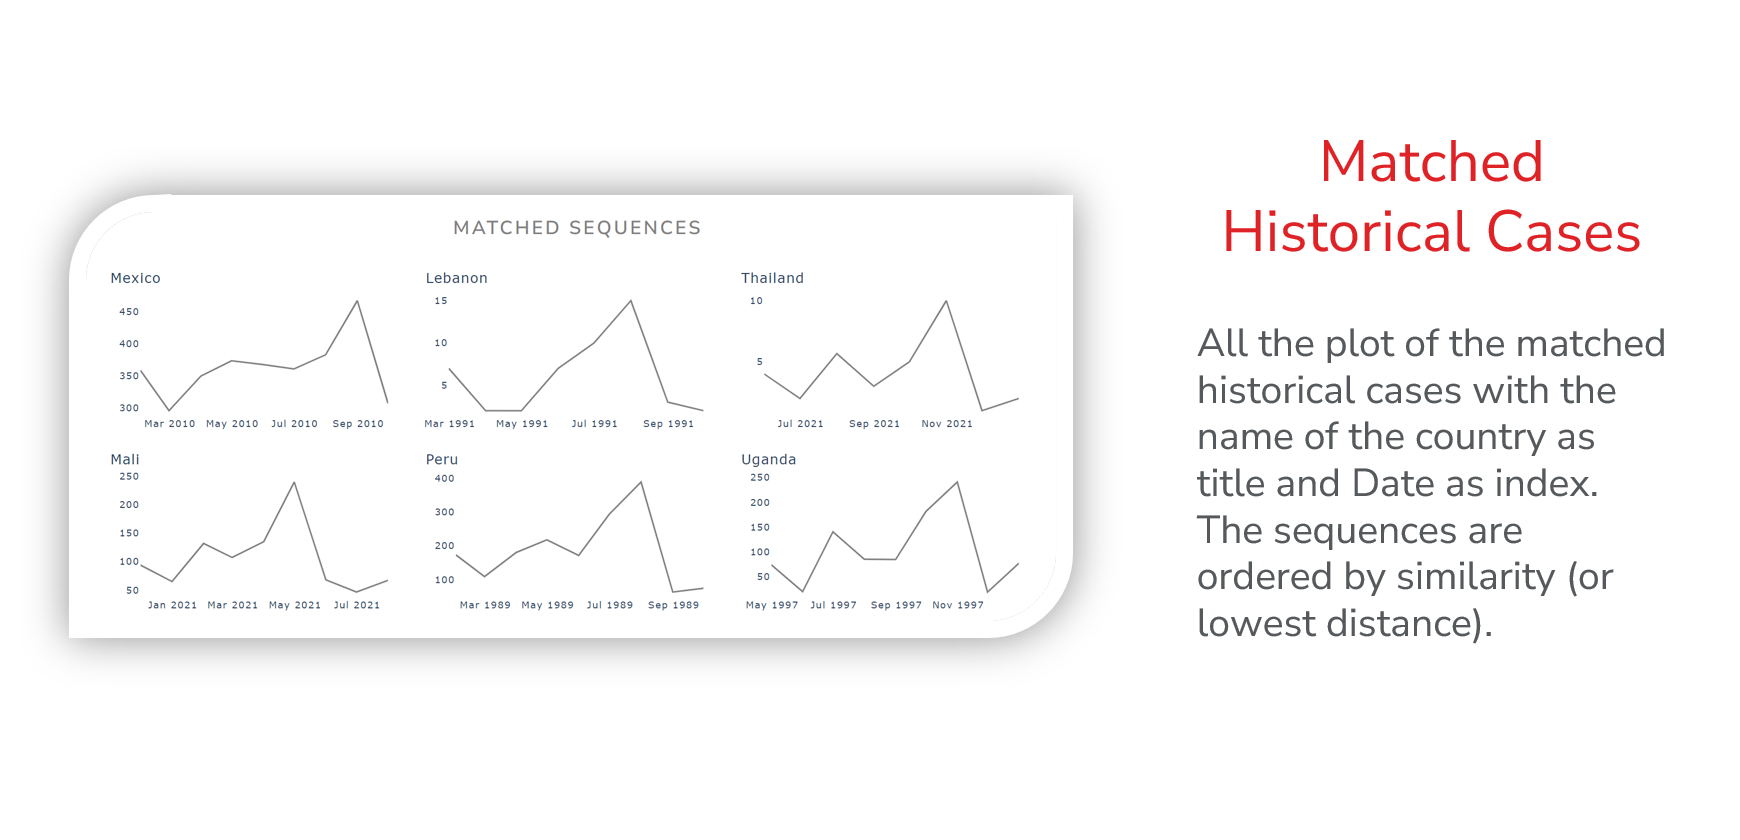 MATCHED SEQUENCES
Mexico
450
400
350
300
Mar 2010 May 2010 Jul 2010 Sep 2010
Lebanon
15
10
5
Mar 1991 May 1991 Jul 1991 Sep 1991
Thailand
10
5
Jul 2021 Sep 2021 Nov 2021
Mali
250
200
150
100
50
Jan 2021 Mar 2021 May 2021 Jul 2021
Peru
400
300
200
100
Mar 1989 May 1989 Jul 1989 Sep 1989
Uganda
250
200
150
100
50
May 1997 Jul 1997 Sep 1997 Nov 1997
Matched
Historical Cases
All the plot of the matched
historical cases with the
name of the country as
title and Date as index.
The sequences are
ordered by similarity (or
lowest distance).